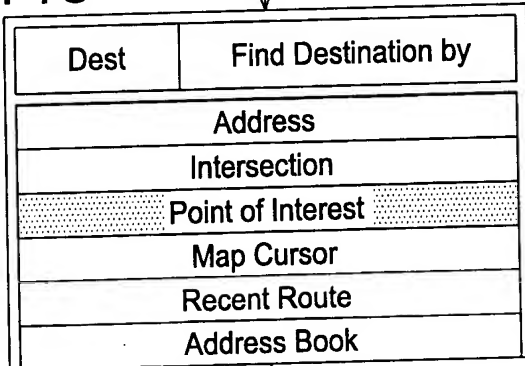 Dest Find Destination by
Address
Intersection
Point of Interest
Map Cursor
Recent Route
Address Book